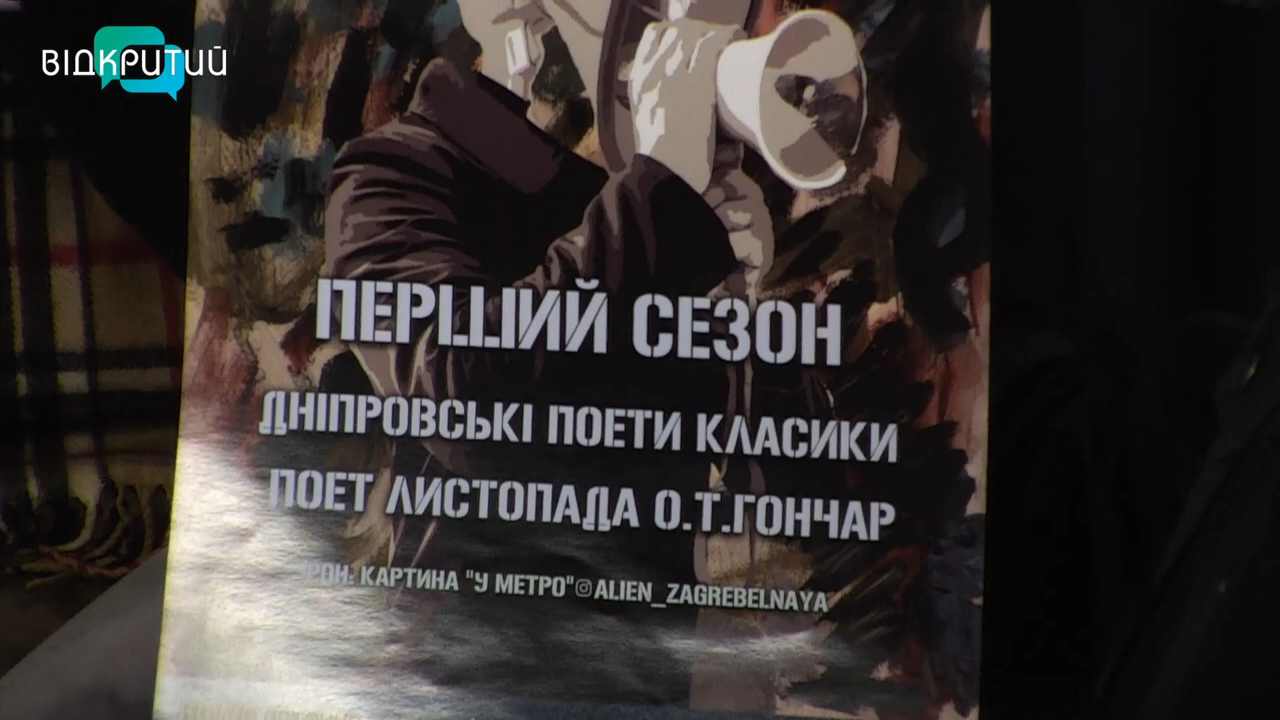 ВІДКРИТИЙ
ПЕРШИЙ СЕЗОН
ДНІПРОВСЬКІ ПОЕТИ КЛАСИКИ
ПОЕТ ЛИСТОПАДА О.Т.ГОНЧАР
КАРТИНА "У МЕТРО" @ALIEN_ZAGREBELNAYA